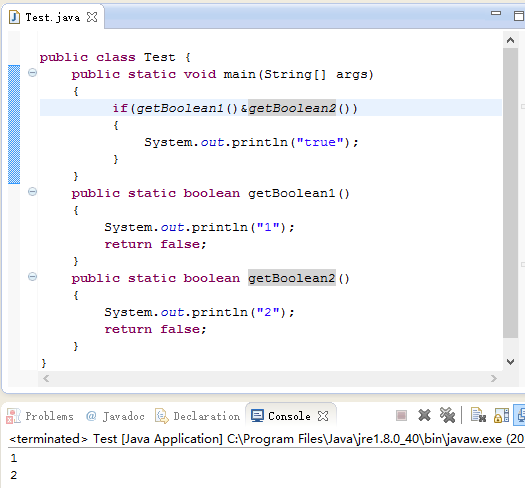 Test.java
public class Test {
public static void main(String[] args)
{
if(getBoolean1()&getBoolean2())
{
System.out.println("true");
}
}
public static boolean getBoolean1()
{
System.out.println("1");
return false;
}
public static boolean getBoolean2()
{
System.out.println("2");
return false;
}
}
Problems @ Javadoc Declaration Console
<terminated> Test [Java Application] C:\Program Files\Java\jre1.8.0_40\bin\javaw.exe (20
1
2